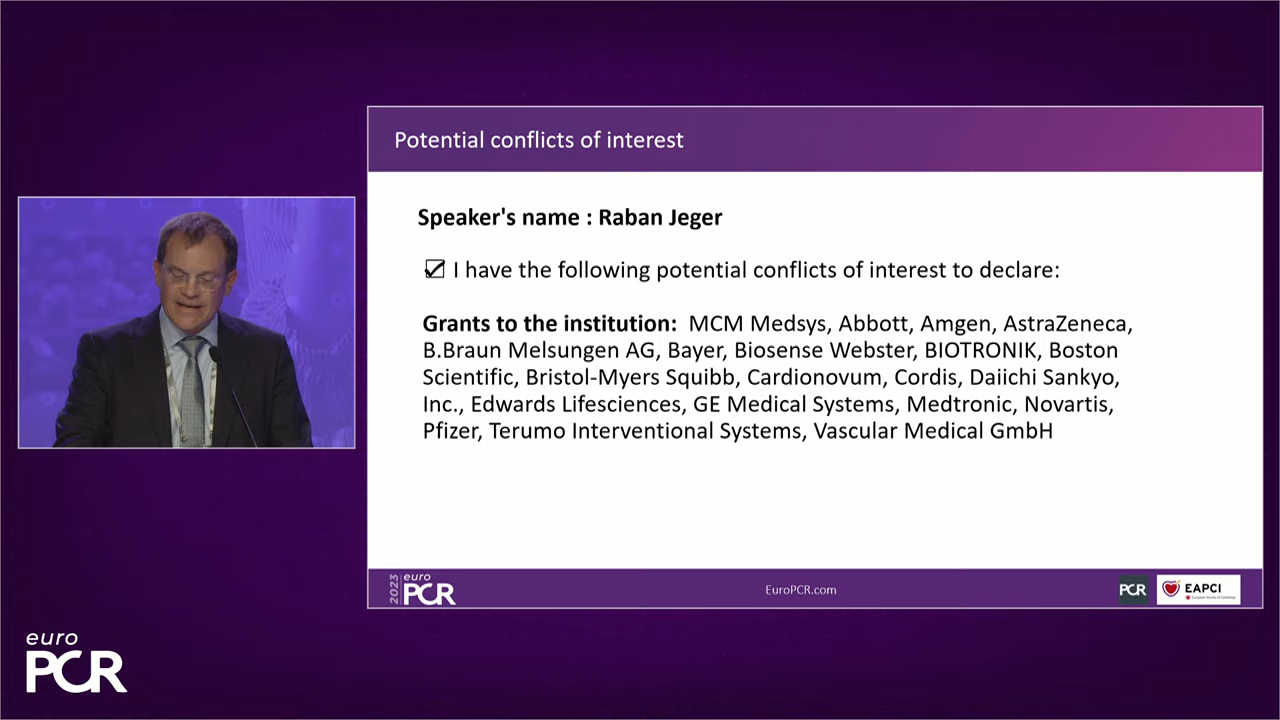 Potential conflicts of interest
Speaker's name : Raban Jeger
I have the following potential conflicts of interest to declare:
Grants to the institution: MCM Medsys, Abbott, Amgen, AstraZeneca,
B.Braun Melsungen AG, Bayer, Biosense Webster, BIOTRONIK, Boston
Scientific, Bristol-Myers Squibb, Cardionovum, Cordis, Daiichi Sankyo,
Inc., Edwards Lifesciences, GE Medical Systems, Medtronic, Novartis,
Pfizer, Terumo Interventional Systems, Vascular Medical GmbH
2023
euro
PCR
EuroPCR.com
PCR
EAPCI
euro
PCR